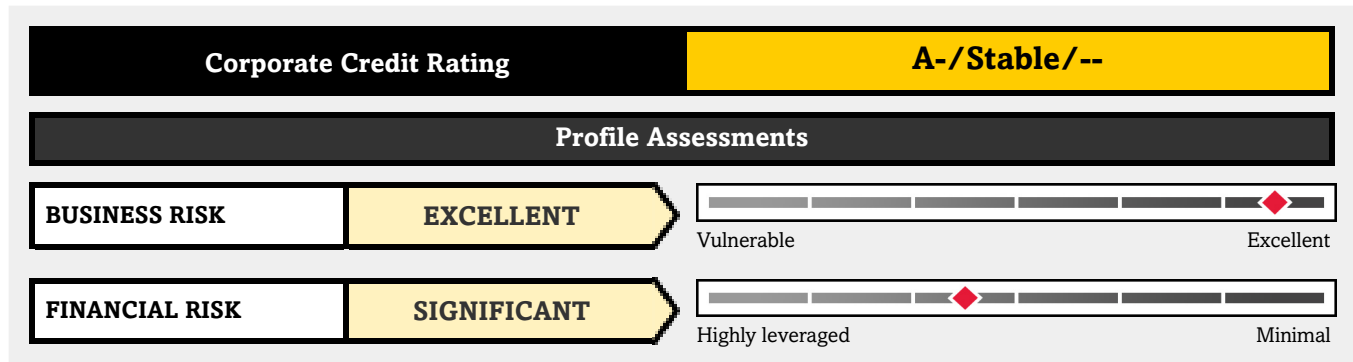 Corporate Credit Rating
A-/Stable/--
Profile Assessments
BUSINESS RISK
EXCELLENT
Vulnerable
Excellent
FINANCIAL RISK
SIGNIFICANT
Highly leveraged
Minimal